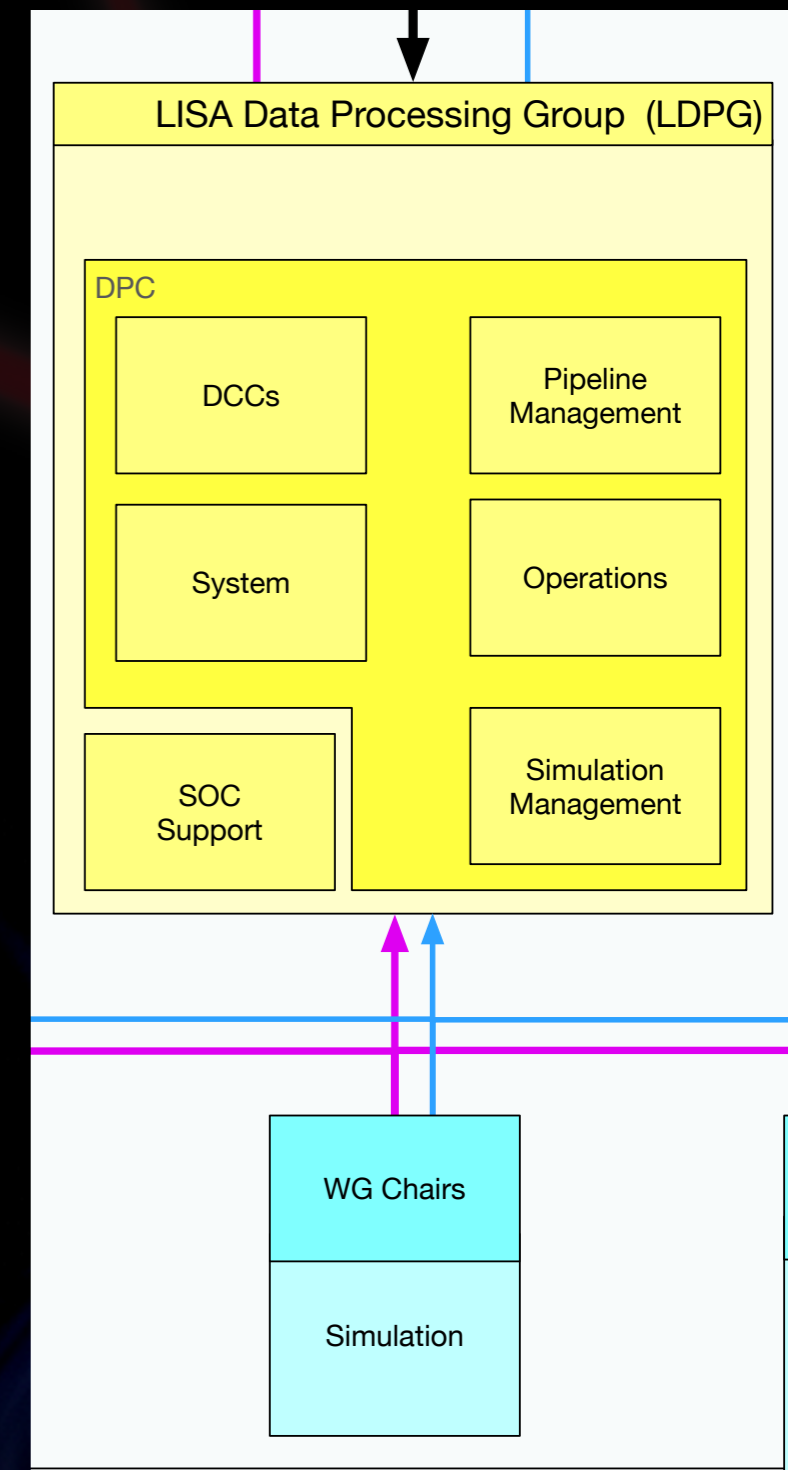 LISA Data Processing Group (LDPG)
DPC
DCCs
Pipeline
Management
System
Operations
SOC
Support
Simulation
Management
WG Chairs
Simulation